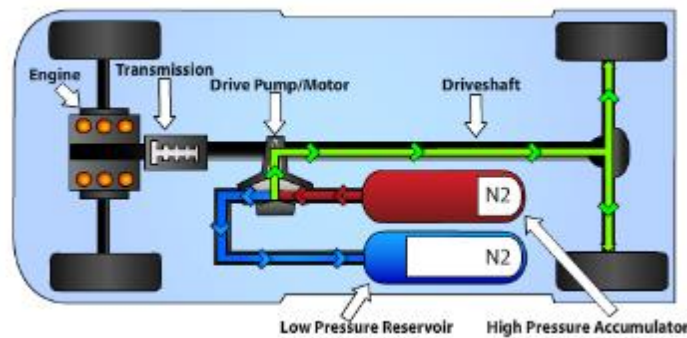 Engine
Transmission
Drive Pump/Motor
Driveshaft
N2
N2
Low Pressure Reservoir
High Pressure Accumulator